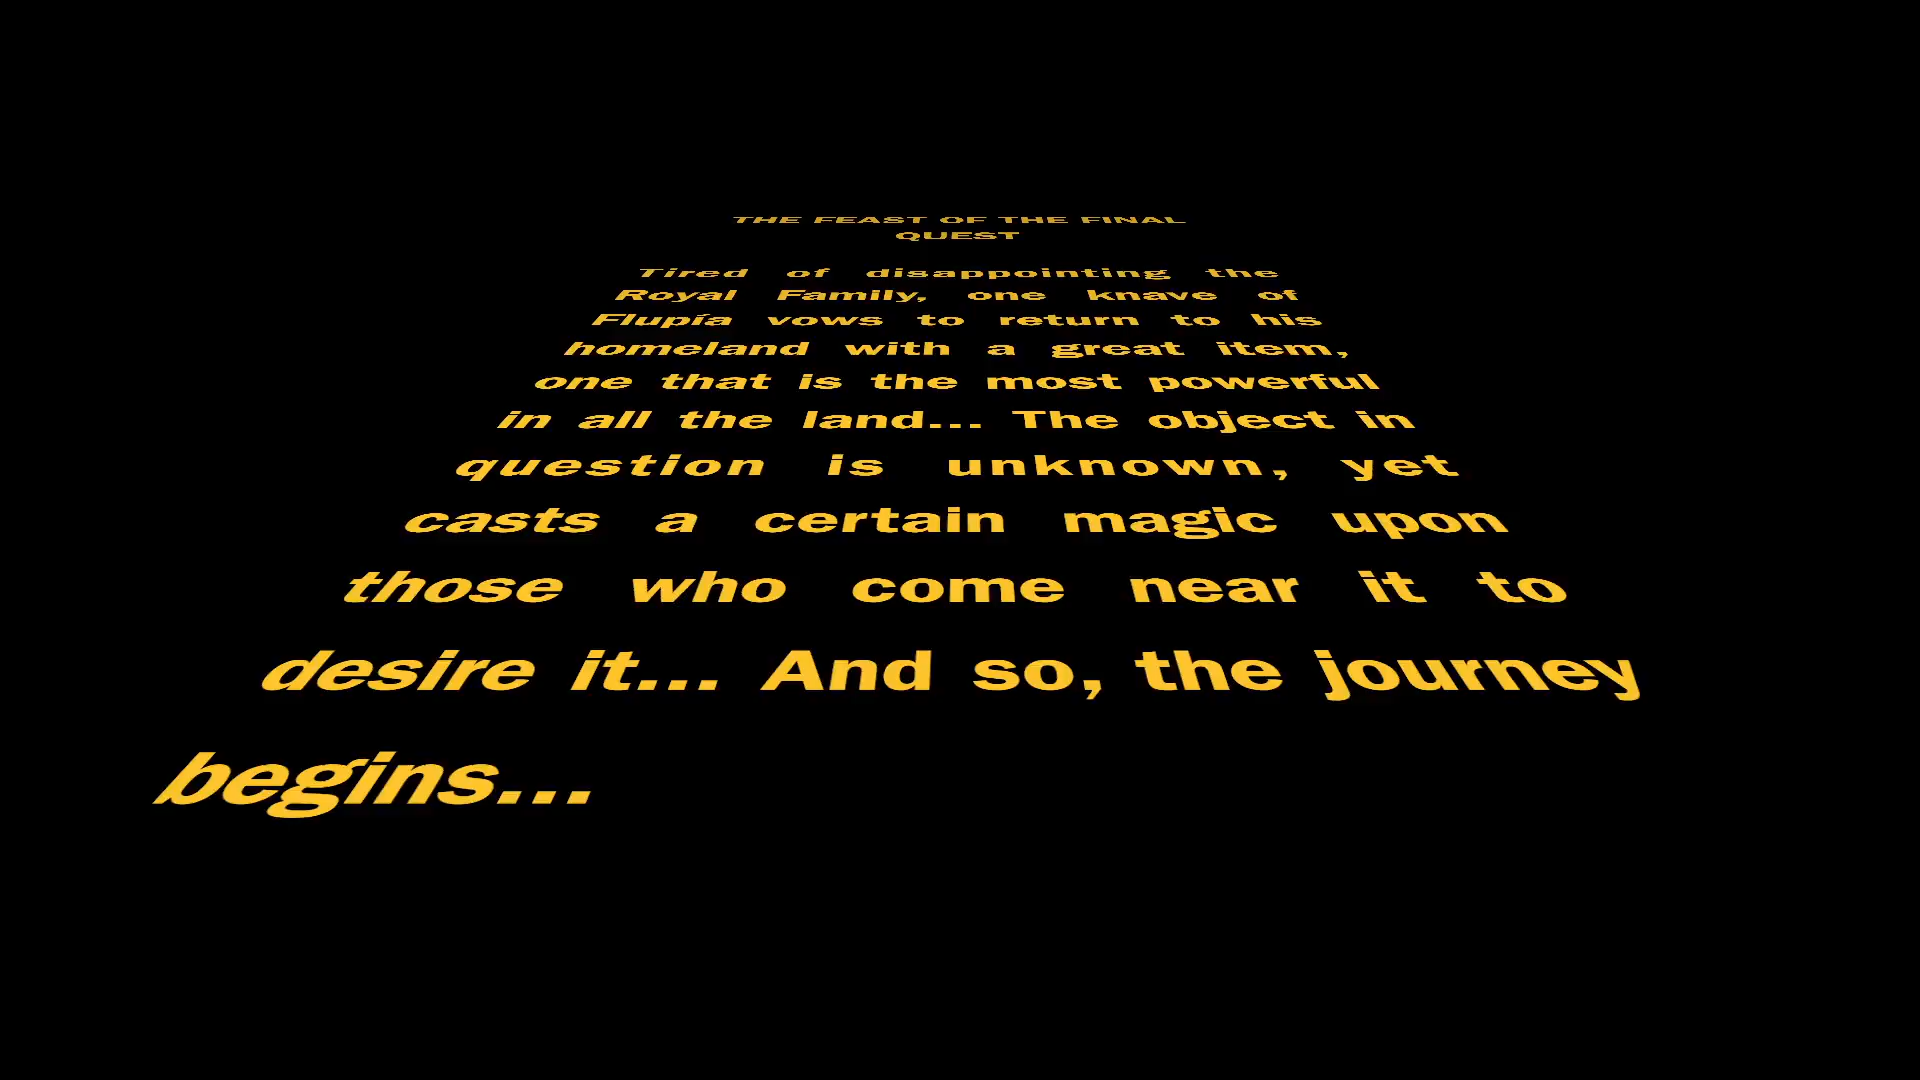 THE FEAST OF THE FINAL
QUEST
Tired of disappointing the
Royal Family, one knave of
Flupía vows to return to his
homeland with a great item,
one that is the most powerful
in all the land... The object in
question is unknown, yet
casts a certain magic upon
those who come near it to
desire it... And so, the journey
begins...